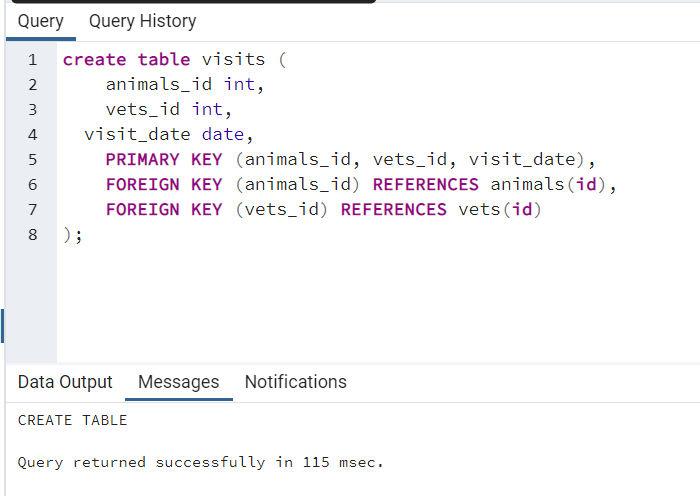 Query Query History
1 create table visits (
2 animals_id int,
3 vets_id int,
4 visit_date date,
5 PRIMARY KEY (animals_id, vets_id, visit_date),
6 FOREIGN KEY (animals_id) REFERENCES animals(id),
7 FOREIGN KEY (vets_id) REFERENCES vets(id)
8 );
Data Output Messages Notifications
CREATE TABLE
Query returned successfully in 115 msec.